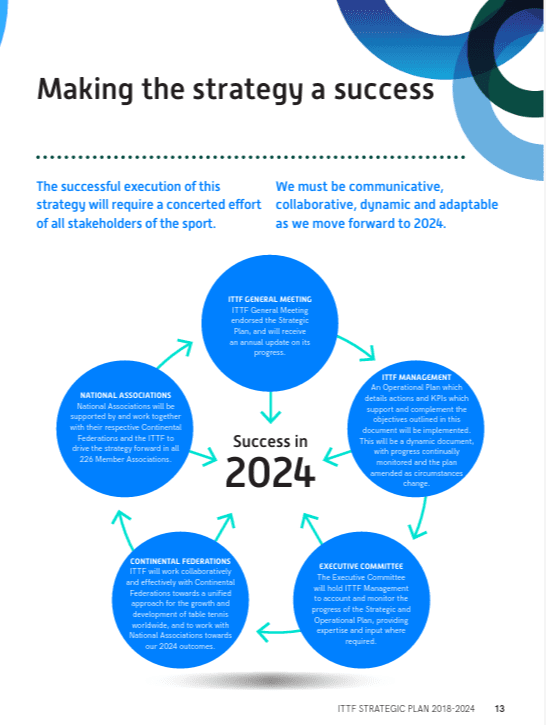 Making the strategy a success
The successful execution of this
strategy will require a concerted effort
of all stakeholders of the sport.
We must be communicative,
collaborative, dynamic and adaptable
as we move forward to 2024.
ITTF GENERAL MEETING
ITTF General Meeting
endorsed the Strategic
Plan, and will receive
an annual update on its
progress.
ITTF MANAGEMENT
An Operational Plan which
details actions and KPIs which
support and complement the
objectives outlined in this
document will be implemented.
This will be a dynamic document,
with progress continually
monitored and the plan
amended as circumstances
change.
EXECUTIVE COMMITTEE
The Executive Committee
will hold ITTF Management
to account and monitor the
progress of the Strategic and
Operational Plan, providing
expertise and input where
required.
CONTINENTAL FEDERATIONS
ITTF will work collaboratively
and effectively with Continental
Federations towards a unified
approach for the growth and
development of table tennis
worldwide, and to work with
National Associations towards
our 2024 outcomes.
NATIONAL ASSOCIATIONS
National Associations will be
supported by and work together
with their respective Continental
Federations and the ITTF to
drive the strategy forward in all
226 Member Associations.
Success in
2024
ITTF STRATEGIC PLAN 2018-2024 13